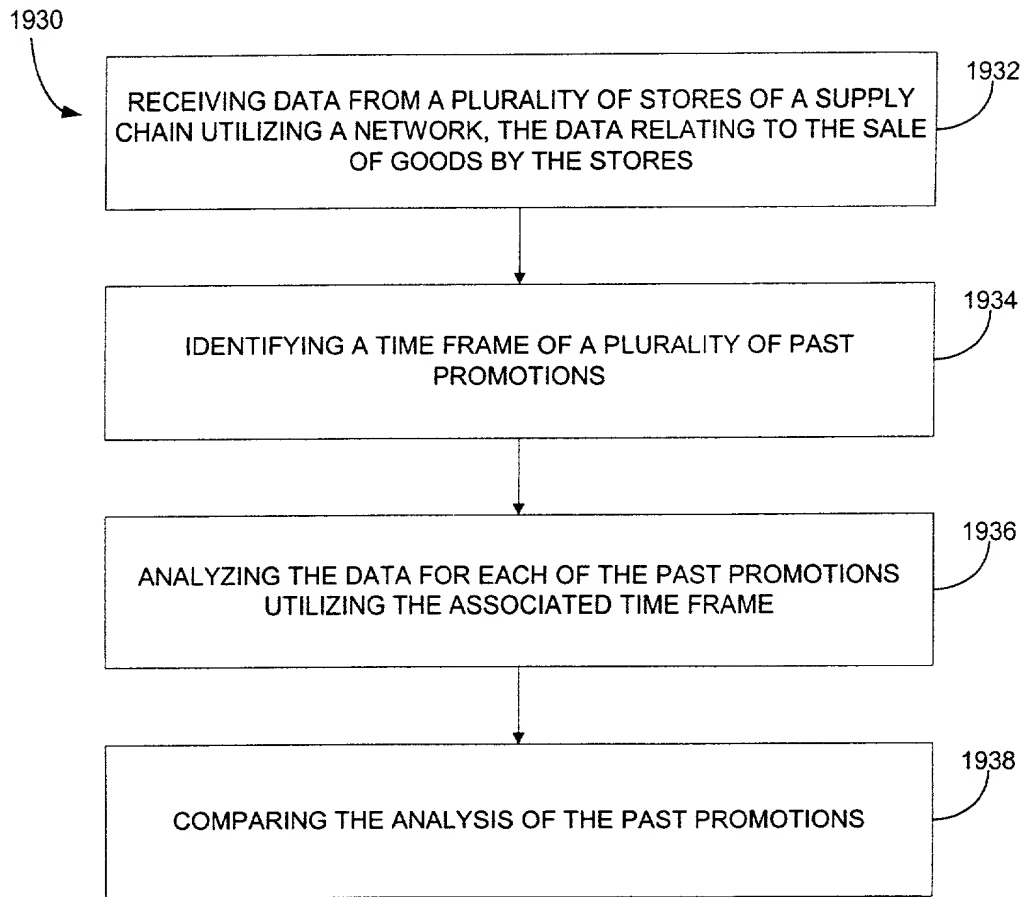 1930
1932
RECEIVING DATA FROM A PLURALITY OF STORES OF A SUPPLY
CHAIN UTILIZING A NETWORK, THE DATA RELATING TO THE SALE
OF GOODS BY THE STORES
1934
IDENTIFYING A TIME FRAME OF A PLURALITY OF PAST
PROMOTIONS
1936
ANALYZING THE DATA FOR EACH OF THE PAST PROMOTIONS
UTILIZING THE ASSOCIATED TIME FRAME
1938
COMPARING THE ANALYSIS OF THE PAST PROMOTIONS